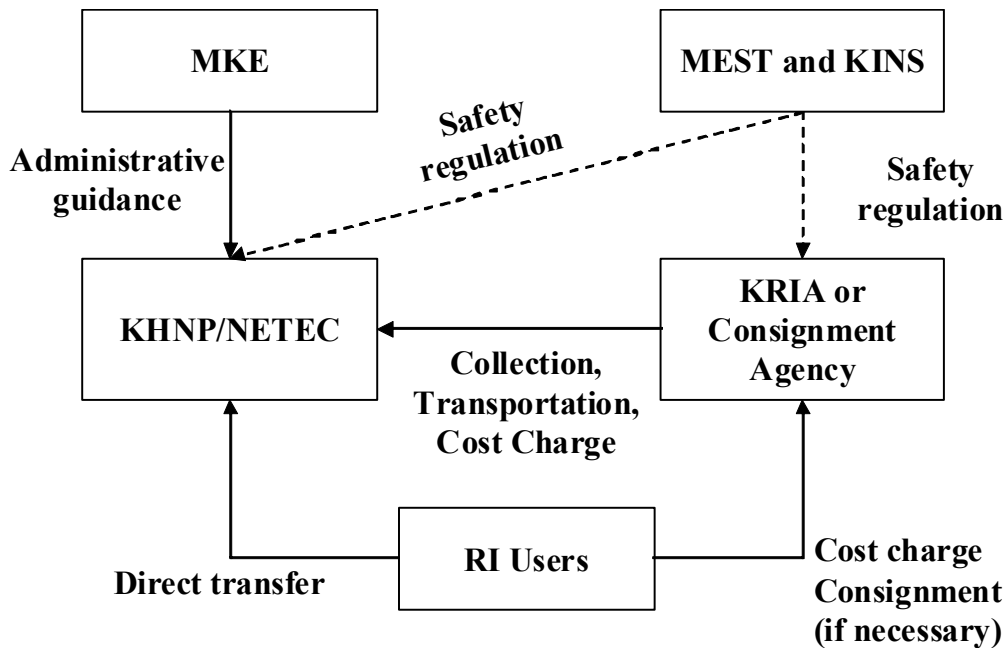 MKE
MEST and KINS
Administrative
guidance
Safety
regulation
Safety
regulation
KHNP/NETEC
KRIA or
Consignment
Agency
Collection,
Transportation,
Cost Charge
RI Users
Direct transfer
Cost charge
Consignment
(if necessary)